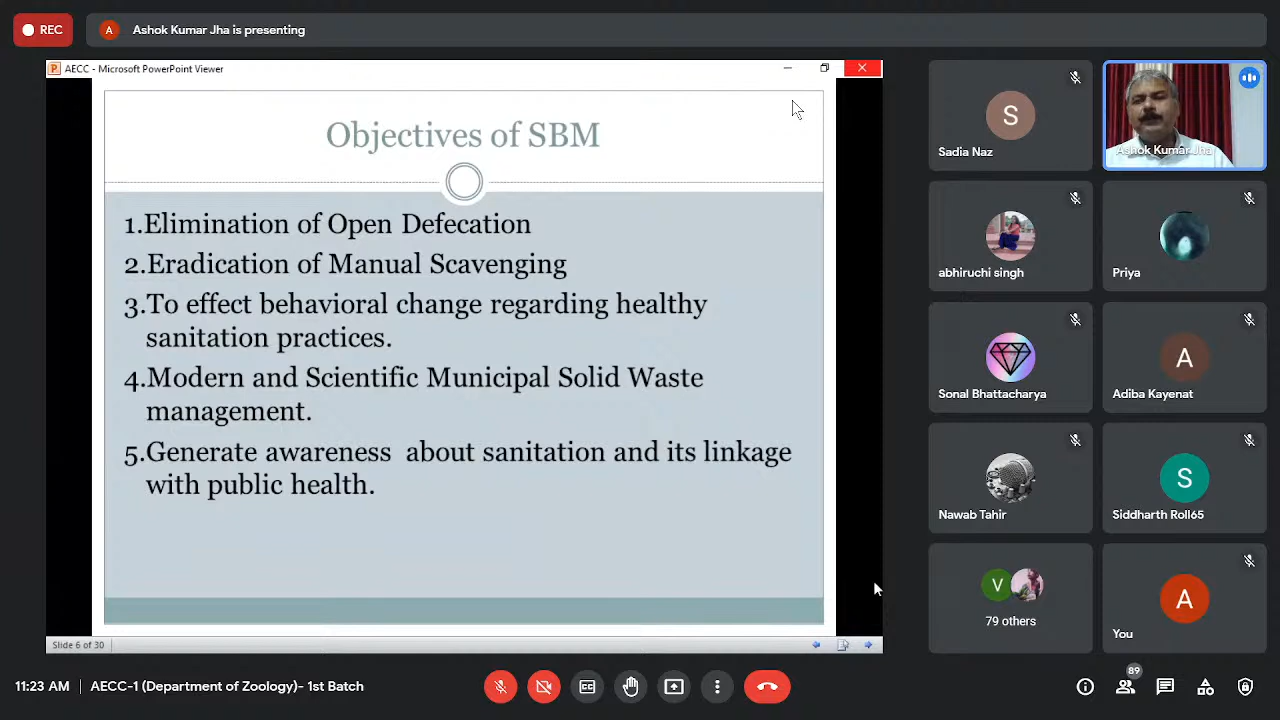 REC
A
Ashok Kumar Jha is presenting
P
AECC - Microsoft PowerPoint Viewer
Objectives of SBM
1.Elimination of Open Defecation
2.Eradication of Manual Scavenging
3.To effect behavioral change regarding healthy
sanitation practices.
4.Modern and Scientific Municipal Solid Waste
management.
5.Generate awareness  about sanitation and its linkage
with public health.
Slide 6 of 30
S
Sadia Naz
Ashok Kumar Jha
abhiruchi singh
Priya
Sonal Bhattacharya
A
Adiba Kayenat
Nawab Tahir
S
Siddharth Roll65
V
79 others
A
You
11:23 AM
AECC-1 (Department of Zoology)- 1st Batch
89